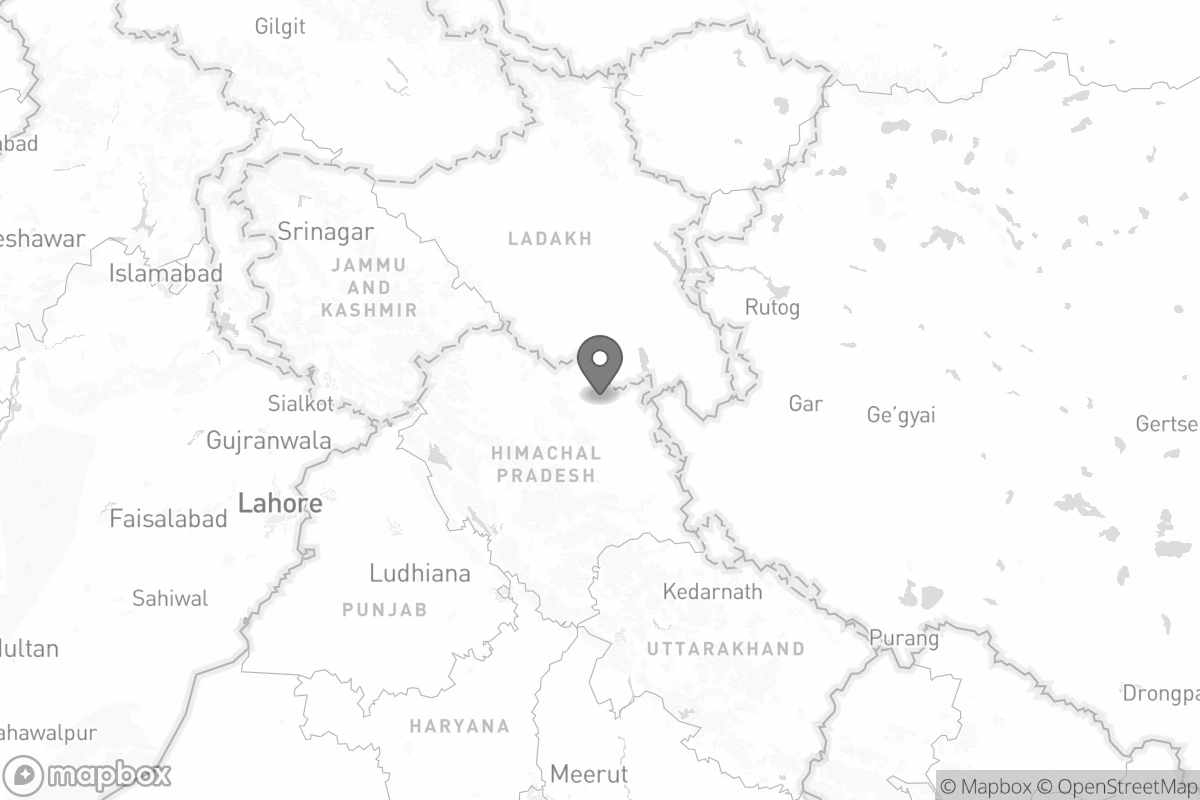 Gilgit
abad
Srinagar
LADAKH
eshawar
JAMMU
AND
KASHMIR
Islamabad
Rutog
Sialkot
Gar
Ge'gyai
Gertse
Gujranwala
HIMACHAL
PRADESH
Lahore
Faisalabad
Ludhiana
Kedarnath
Sahiwal
PUNJAB
Purang
Multan
UTTARAKHAND
Drongpa
HARYANA
ahawalpur
Meerut
mapbox
© Mapbox © OpenStreetMap